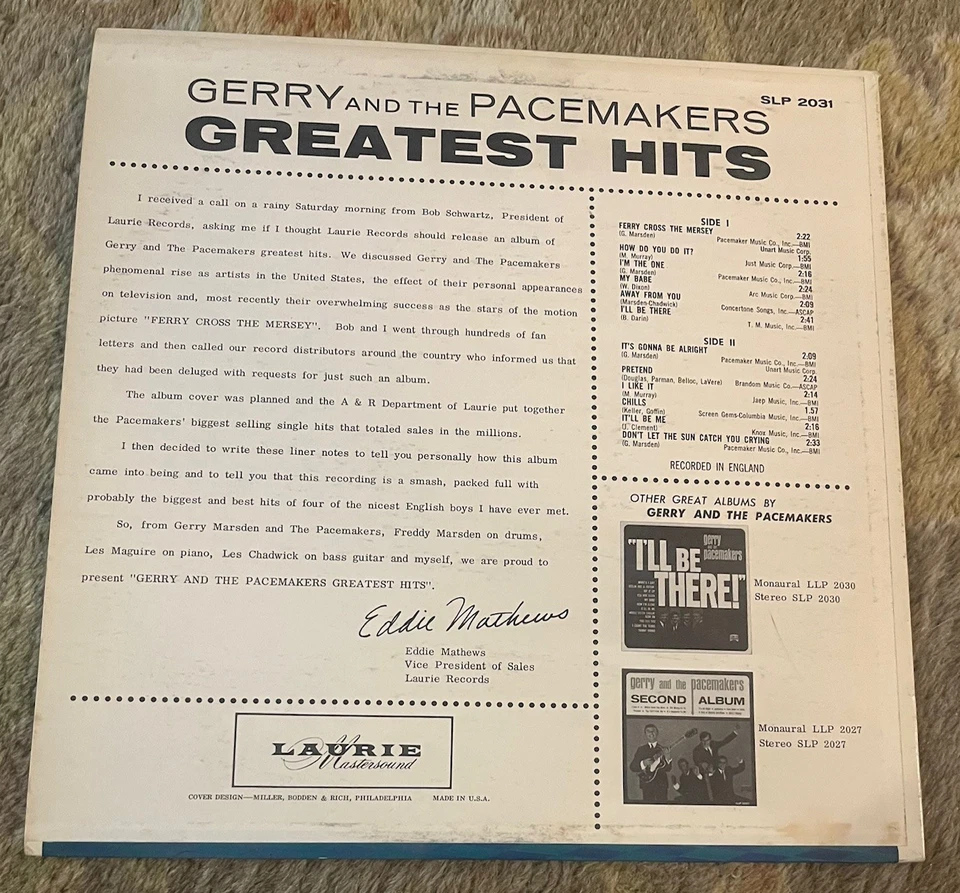 GERRY AND THE PACEMAKERS
SLP 2031
GREATEST HITS
I received a call on a rainy Saturday morning from Bob Schwartz, President of
Laurie Records, asking me if I thought Laurie Records should release an album of
Gerry and The Pacemakers greatest hits. We discussed Gerry and The Pacemakers
phenomenal rise as artists in the United States, the effect of their personal appearances
on television and, most recently their overwhelming success as the stars of the motion
picture "FERRY CROSS THE MERSEY". Bob and I went through hundreds of fan
letters and then called our record distributors around the country who informed us that
they had been deluged with requests for just such an album.
The album cover was planned and the A & R Department of Laurie put together
the Pacemakers' biggest selling single hits that totaled sales in the millions.
I then decided to write these liner notes to tell you personally how this album
came into being and to tell you that this recording is a smash, packed full with
probably the biggest and best hits of four of the nicest English boys I have ever met.
So, from Gerry Marsden and The Pacemakers, Freddy Marsden on drums,
Les Maguire on piano, Les Chadwick on bass guitar and myself, we are proud to
present "GERRY AND THE PACEMAKERS GREATEST HITS".
Eddie Mathews
Eddie Mathews
Vice President of Sales
Laurie Records
LAURIE
Mastersound
COVER DESIGN—MILLER, BODDEN & RICH, PHILADELPHIA MADE IN U.S.A.
SIDE I
FERRY CROSS THE MERSEY 2:22
(G. Marsden) Pacemaker Music Co., Inc.—BMI
Unart Music Corp.
HOW DO YOU DO IT? 1:55
(M. Murray) Just Music Corp.—BMI
I'M THE ONE 2:16
(G. Marsden) Pacemaker Music Co., Inc.—BMI
MY BABE 2:24
(W. Dixon) Arc Music Corp.—BMI
AWAY FROM YOU 2:09
(Marsden-Chadwick) Concertone Songs, Inc.—ASCAP
I'LL BE THERE 2:41
(B. Darin) T. M. Music, Inc.—BMI
SIDE II
IT'S GONNA BE ALRIGHT 2:09
(G. Marsden) Pacemaker Music Co., Inc.—BMI
Unart Music Corp.
PRETEND 2:24
(Douglas, Parman, Belloc, LaVere) Brandom Music Co.—ASCAP
I LIKE IT 2:14
(M. Murray) Jaep Music, Inc.—BMI
CHILLS 1:57
(Keller, Goffin) Screen Gems-Columbia Music, Inc.—BMI
IT'LL BE ME 2:16
(J. Clement) Knox Music, Inc.—BMI
DON'T LET THE SUN CATCH YOU CRYING 2:33
(G. Marsden) Pacemaker Music Co., Inc.—BMI
RECORDED IN ENGLAND
OTHER GREAT ALBUMS BY
GERRY AND THE PACEMAKERS
gerry
pacemakers
"I'LL BE
THERE!"
Monaural LLP 2030
Stereo SLP 2030
gerry and the pacemakers
SECOND ALBUM
Monaural LLP 2027
Stereo SLP 2027